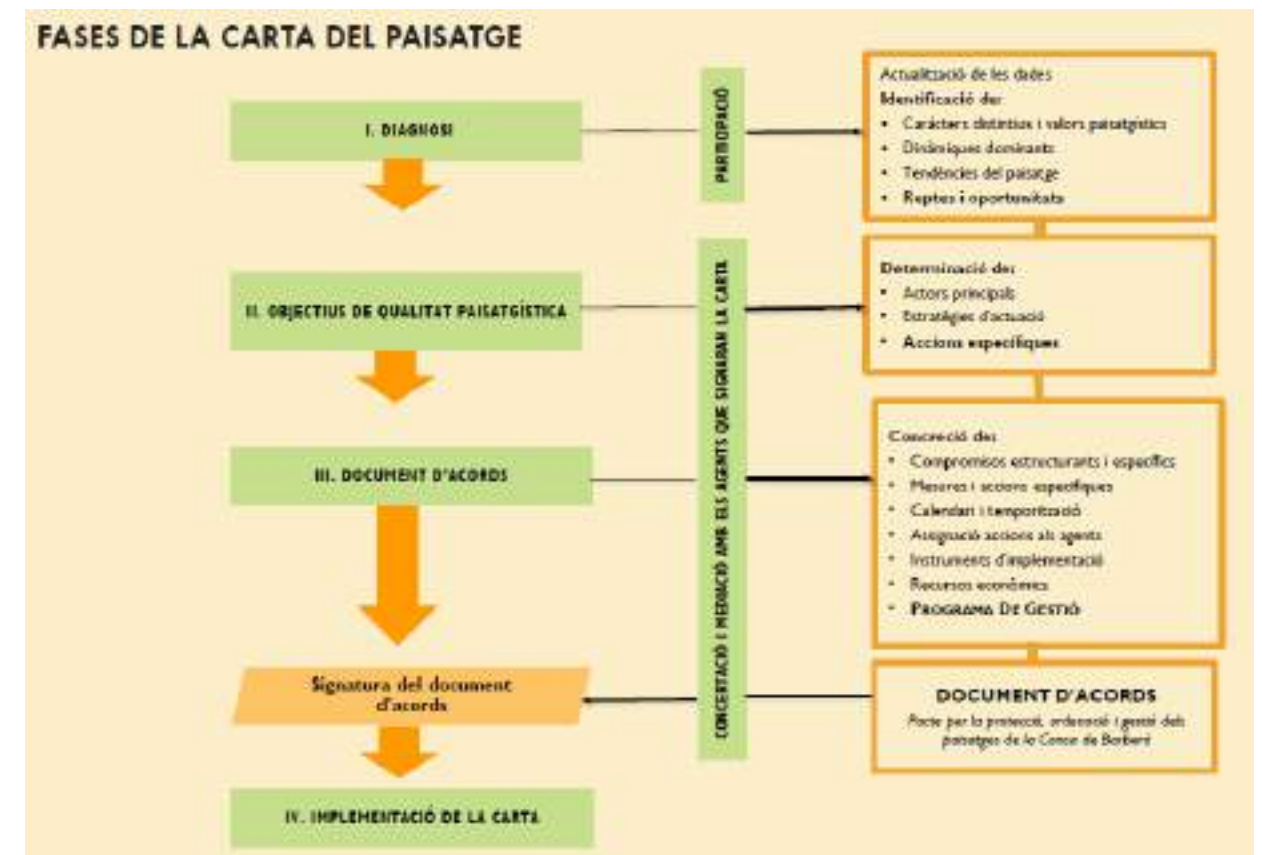 FASES DE LA CARTA DEL PAISATGE
I. DIAGNOSI
PARTICIPACIÓ
Actualització de les dades
Identificació de:
• Caràcters distintius i valors paisatgístics
• Dinàmiques dominants
• Tendències del paisatge
• Reptes i oportunitats
II. OBJECTIUS DE QUALITAT PAISATGÍSTICA
CONCERTACIÓ I MEDIACIÓ AMB ELS AGENTS QUE SIGNARAN LA CARTA
Determinació de:
• Actors principals
• Estratègies d'actuació
• Accions específiques
III. DOCUMENT D'ACORDS
Concreció de:
• Compromisos estructurants i específics
• Mesures i accions específiques
• Calendari i temporització
• Assignació accions als agents
• Instruments d'implementació
• Recursos econòmics
• PROGRAMA DE GESTIÓ
Signatura del document
d'acords
DOCUMENT D'ACORDS
Pacte per la protecció, ordenació i gestió dels
paisatges de la Conca de Barberà
IV. IMPLEMENTACIÓ DE LA CARTA